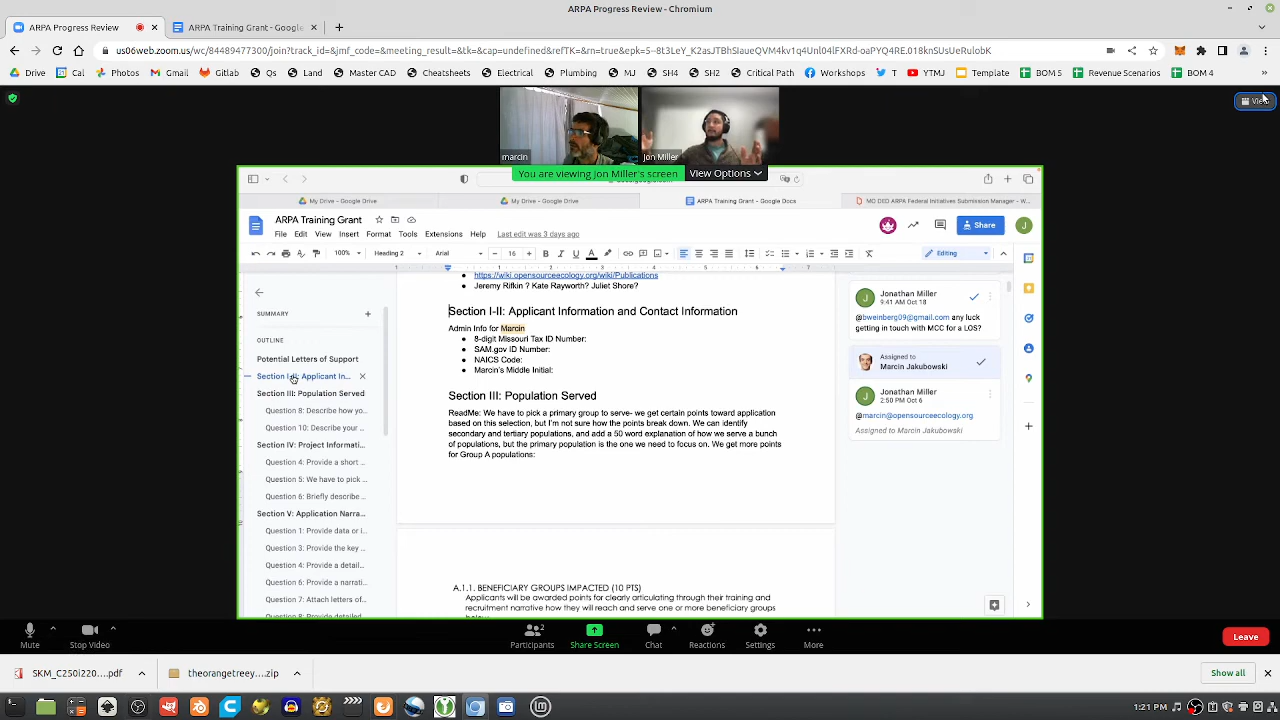 ARPA Progress Review - Chromium
ARPA Progress Review
ARPA Training Grant - Google
us06web.zoom.us/wc/84489477300/join?track_id=&jmf_code=&meeting_result=&tk=&cap=undefined&refTK=&rn=true&epk=
Drive
Cal
Photos
Gmail
Gitlab
Qs
Land
Master CAD
Cheatsheets
Plumbing
MJ
SH4
SH2
Critical Path
Workshops
T
YTMJ
Template
BOM 5
Revenue Scenarios
BOM 4
View
marcin
Jon Miller
You are viewing Jon Miller's screen
View Options
My Drive - Google Drive
My Drive - Google Drive
ARPA Training Grant - Google Docs
MO DED ARPA Federal Initiatives Submission Manager - W...
ARPA Training Grant
File Edit View Insert Format Tools Extensions Help Last edit was 3 days ago
Share
J
100% Heading 2 Arial 16 B I U A Editing
SUMMARY
OUTLINE
Potential Letters of Support
Section I-II: Applicant In...
Section III: Population Served
Question 8: Describe how yo...
Question 10: Describe your ...
Section IV: Project Informati...
Question 4: Provide a short ...
Question 5: We have to pick ...
Question 6: Briefly describe ...
Section V: Application Narra...
Question 1: Provide data or i...
Question 3: Provide the key ...
Question 4: Provide a detail...
Question 6: Provide a narrati...
Question 7: Attach letters of...
Question 8: Provide detailed
https://wiki.opensourceecology.org/wiki/Publications
Jeremy Rifkin ? Kate Rayworth? Juliet Shore?
Section I-II: Applicant Information and Contact Information
Admin Info for Marcin
8-digit Missouri Tax ID Number:
SAM.gov ID Number:
NAICS Code:
Marcin's Middle Initial:
Section III: Population Served
ReadMe: We have to pick a primary group to serve- we get certain points toward application
based on this selection, but I'm not sure how the points break down. We can identify
secondary and tertiary populations, and add a 50 word explanation of how we serve a bunch
of populations, but the primary population is the one we need to focus on. We get more points
for Group A populations:
A.1.1. BENEFICIARY GROUPS IMPACTED (10 PTS)
Applicants will be awarded points for clearly articulating through their training and
recruitment narrative how they will reach and serve one or more beneficiary groups
below.
J
Jonathan Miller
9:41 AM Oct 18
@bweinberg09@gmail.com any luck
getting in touch with MCC for a LOS?
Assigned to
Marcin Jakubowski
J
Jonathan Miller
2:50 PM Oct 6
@marcin@opensourceecology.org
Assigned to Marcin Jakubowski
Mute
Stop Video
2
Participants
Share Screen
Chat
Reactions
Settings
More
Leave
SKM_C250i220....pdf
theorangetreey....zip
Show all
1:21 PM